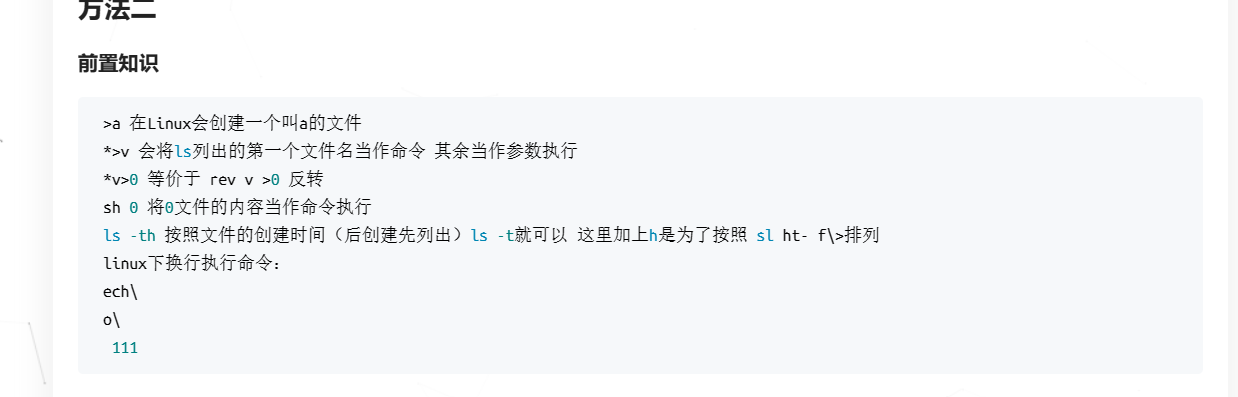 方法二
前置知识
>a 在Linux会创建一个叫a的文件
*>v 会将ls列出的第一个文件名当作命令 其余当作参数执行
*v>0 等价于 rev v >0 反转
sh 0 将0文件的内容当作命令执行
ls -th 按照文件的创建时间（后创建先列出）ls -t就可以 这里加上h是为了按照 sl ht- f\>排列
linux下换行执行命令：
ech\
o\
 111